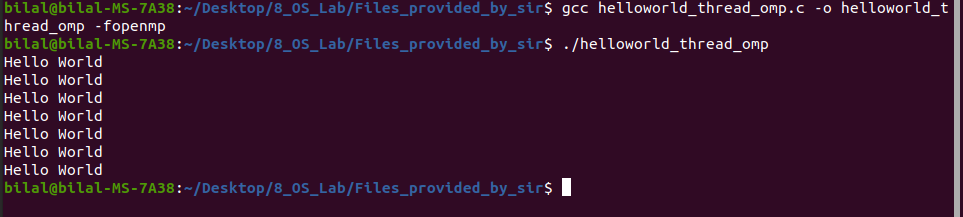 bilal@bilal-MS-7A38:~/Desktop/8_OS_Lab/Files_provided_by_sir$ gcc helloworld_thread_omp.c -o helloworld_t
hread_omp -fopenmp
bilal@bilal-MS-7A38:~/Desktop/8_OS_Lab/Files_provided_by_sir$ ./helloworld_thread_omp
Hello World
Hello World
Hello World
Hello World
Hello World
Hello World
Hello World
bilal@bilal-MS-7A38:~/Desktop/8_OS_Lab/Files_provided_by_sir$